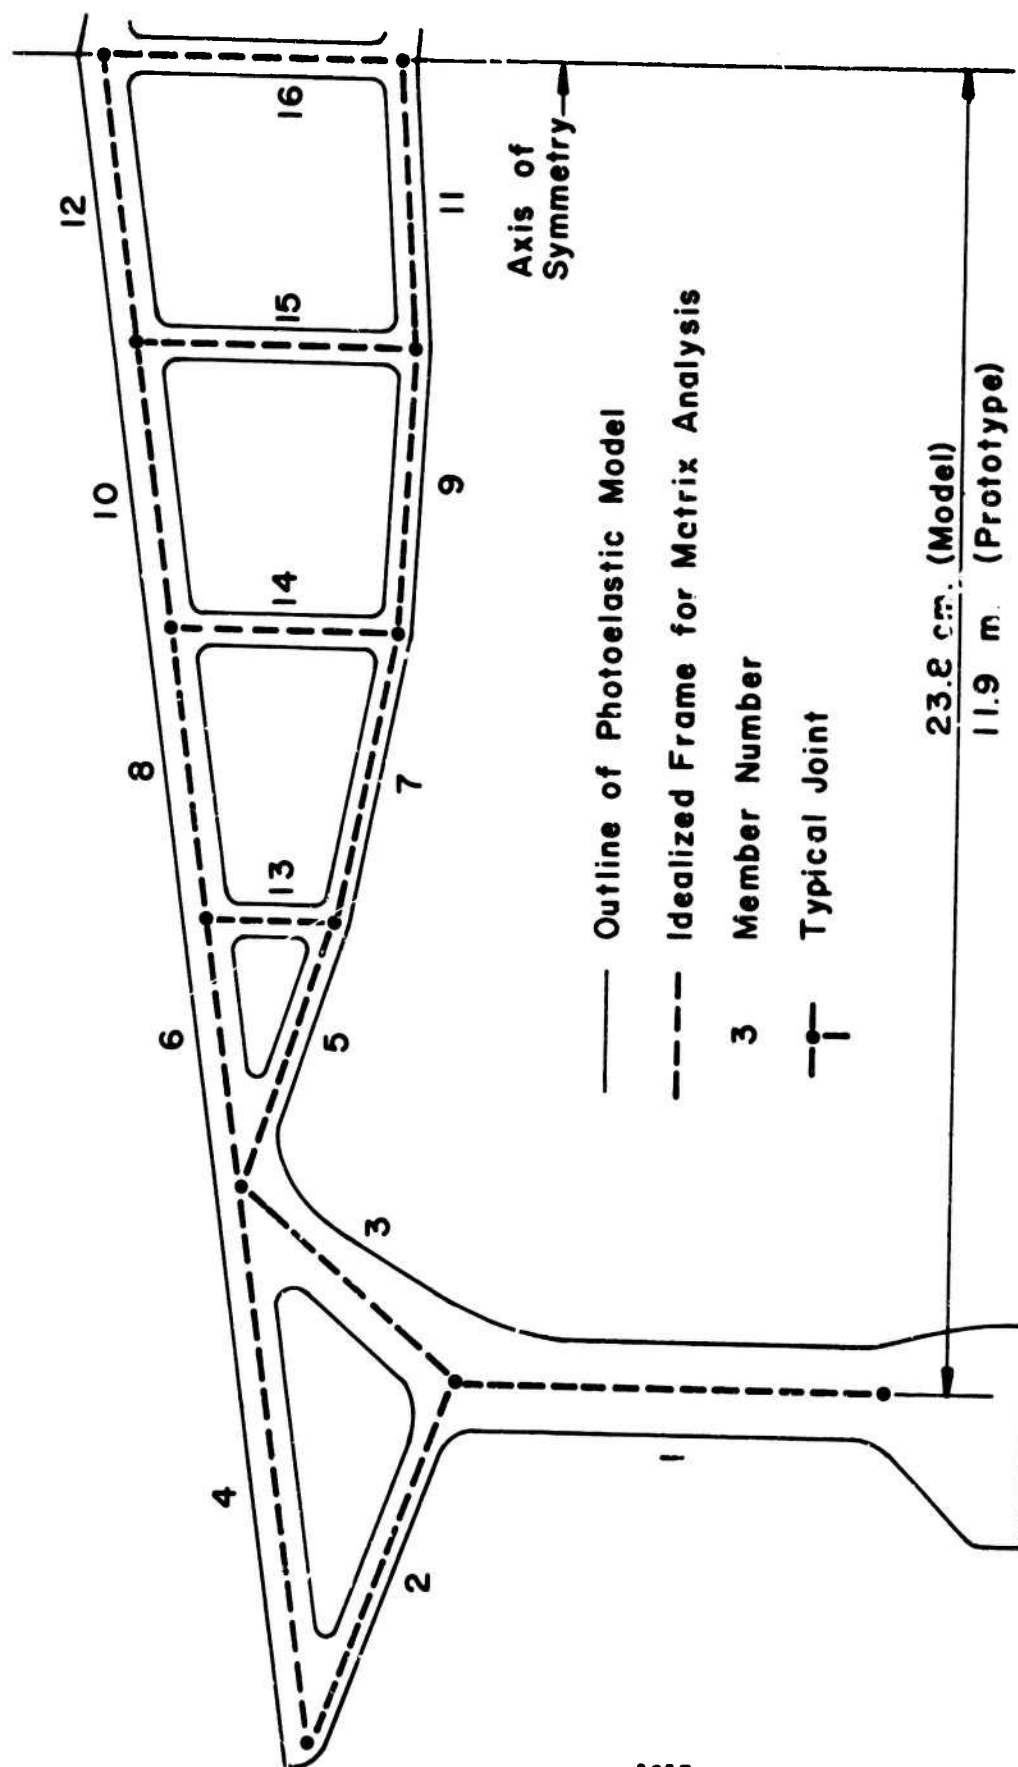 12
10
8
6
4
16
15
14
13
11
9
7
5
3
2
1
Axis of
Symmetry
Outline of Photoelastic Model
Idealized Frame for Matrix Analysis
3 Member Number
Typical Joint
23.8 cm. (Model)
11.9 m. (Prototype)